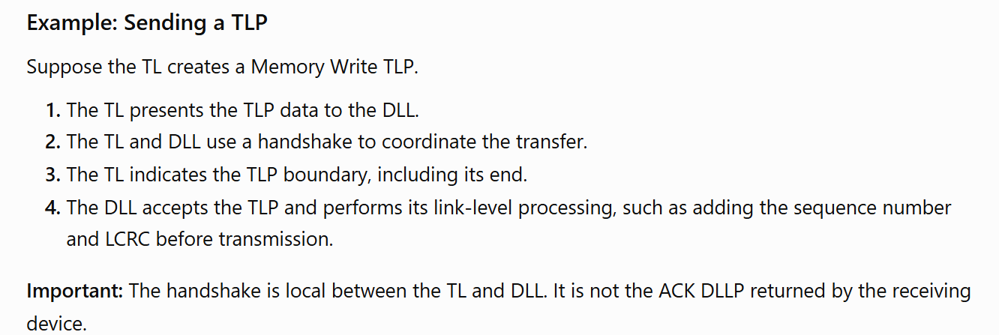 Example: Sending a TLP
Suppose the TL creates a Memory Write TLP.
1. The TL presents the TLP data to the DLL.
2. The TL and DLL use a handshake to coordinate the transfer.
3. The TL indicates the TLP boundary, including its end.
4. The DLL accepts the TLP and performs its link-level processing, such as adding the sequence number
and LCRC before transmission.
Important: The handshake is local between the TL and DLL. It is not the ACK DLLP returned by the receiving
device.